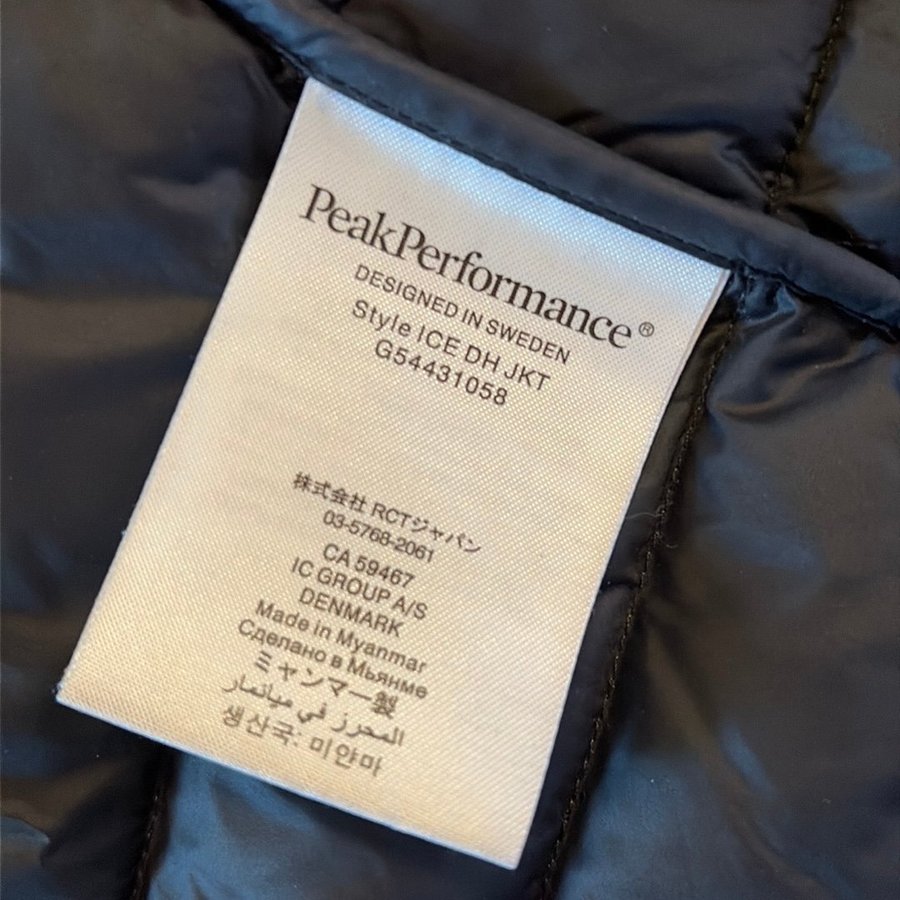 PeakPerformance®
DESIGNED IN SWEDEN
Style ICE DH JKT
G54431058
株式会社 RCTジャパン
03-5768-2061
CA 59467
IC GROUP A/S
DENMARK
Made in Myanmar
Сделано в Мьянме
ミャンマー製
المحرز في ميانمار
생산국: 미얀마